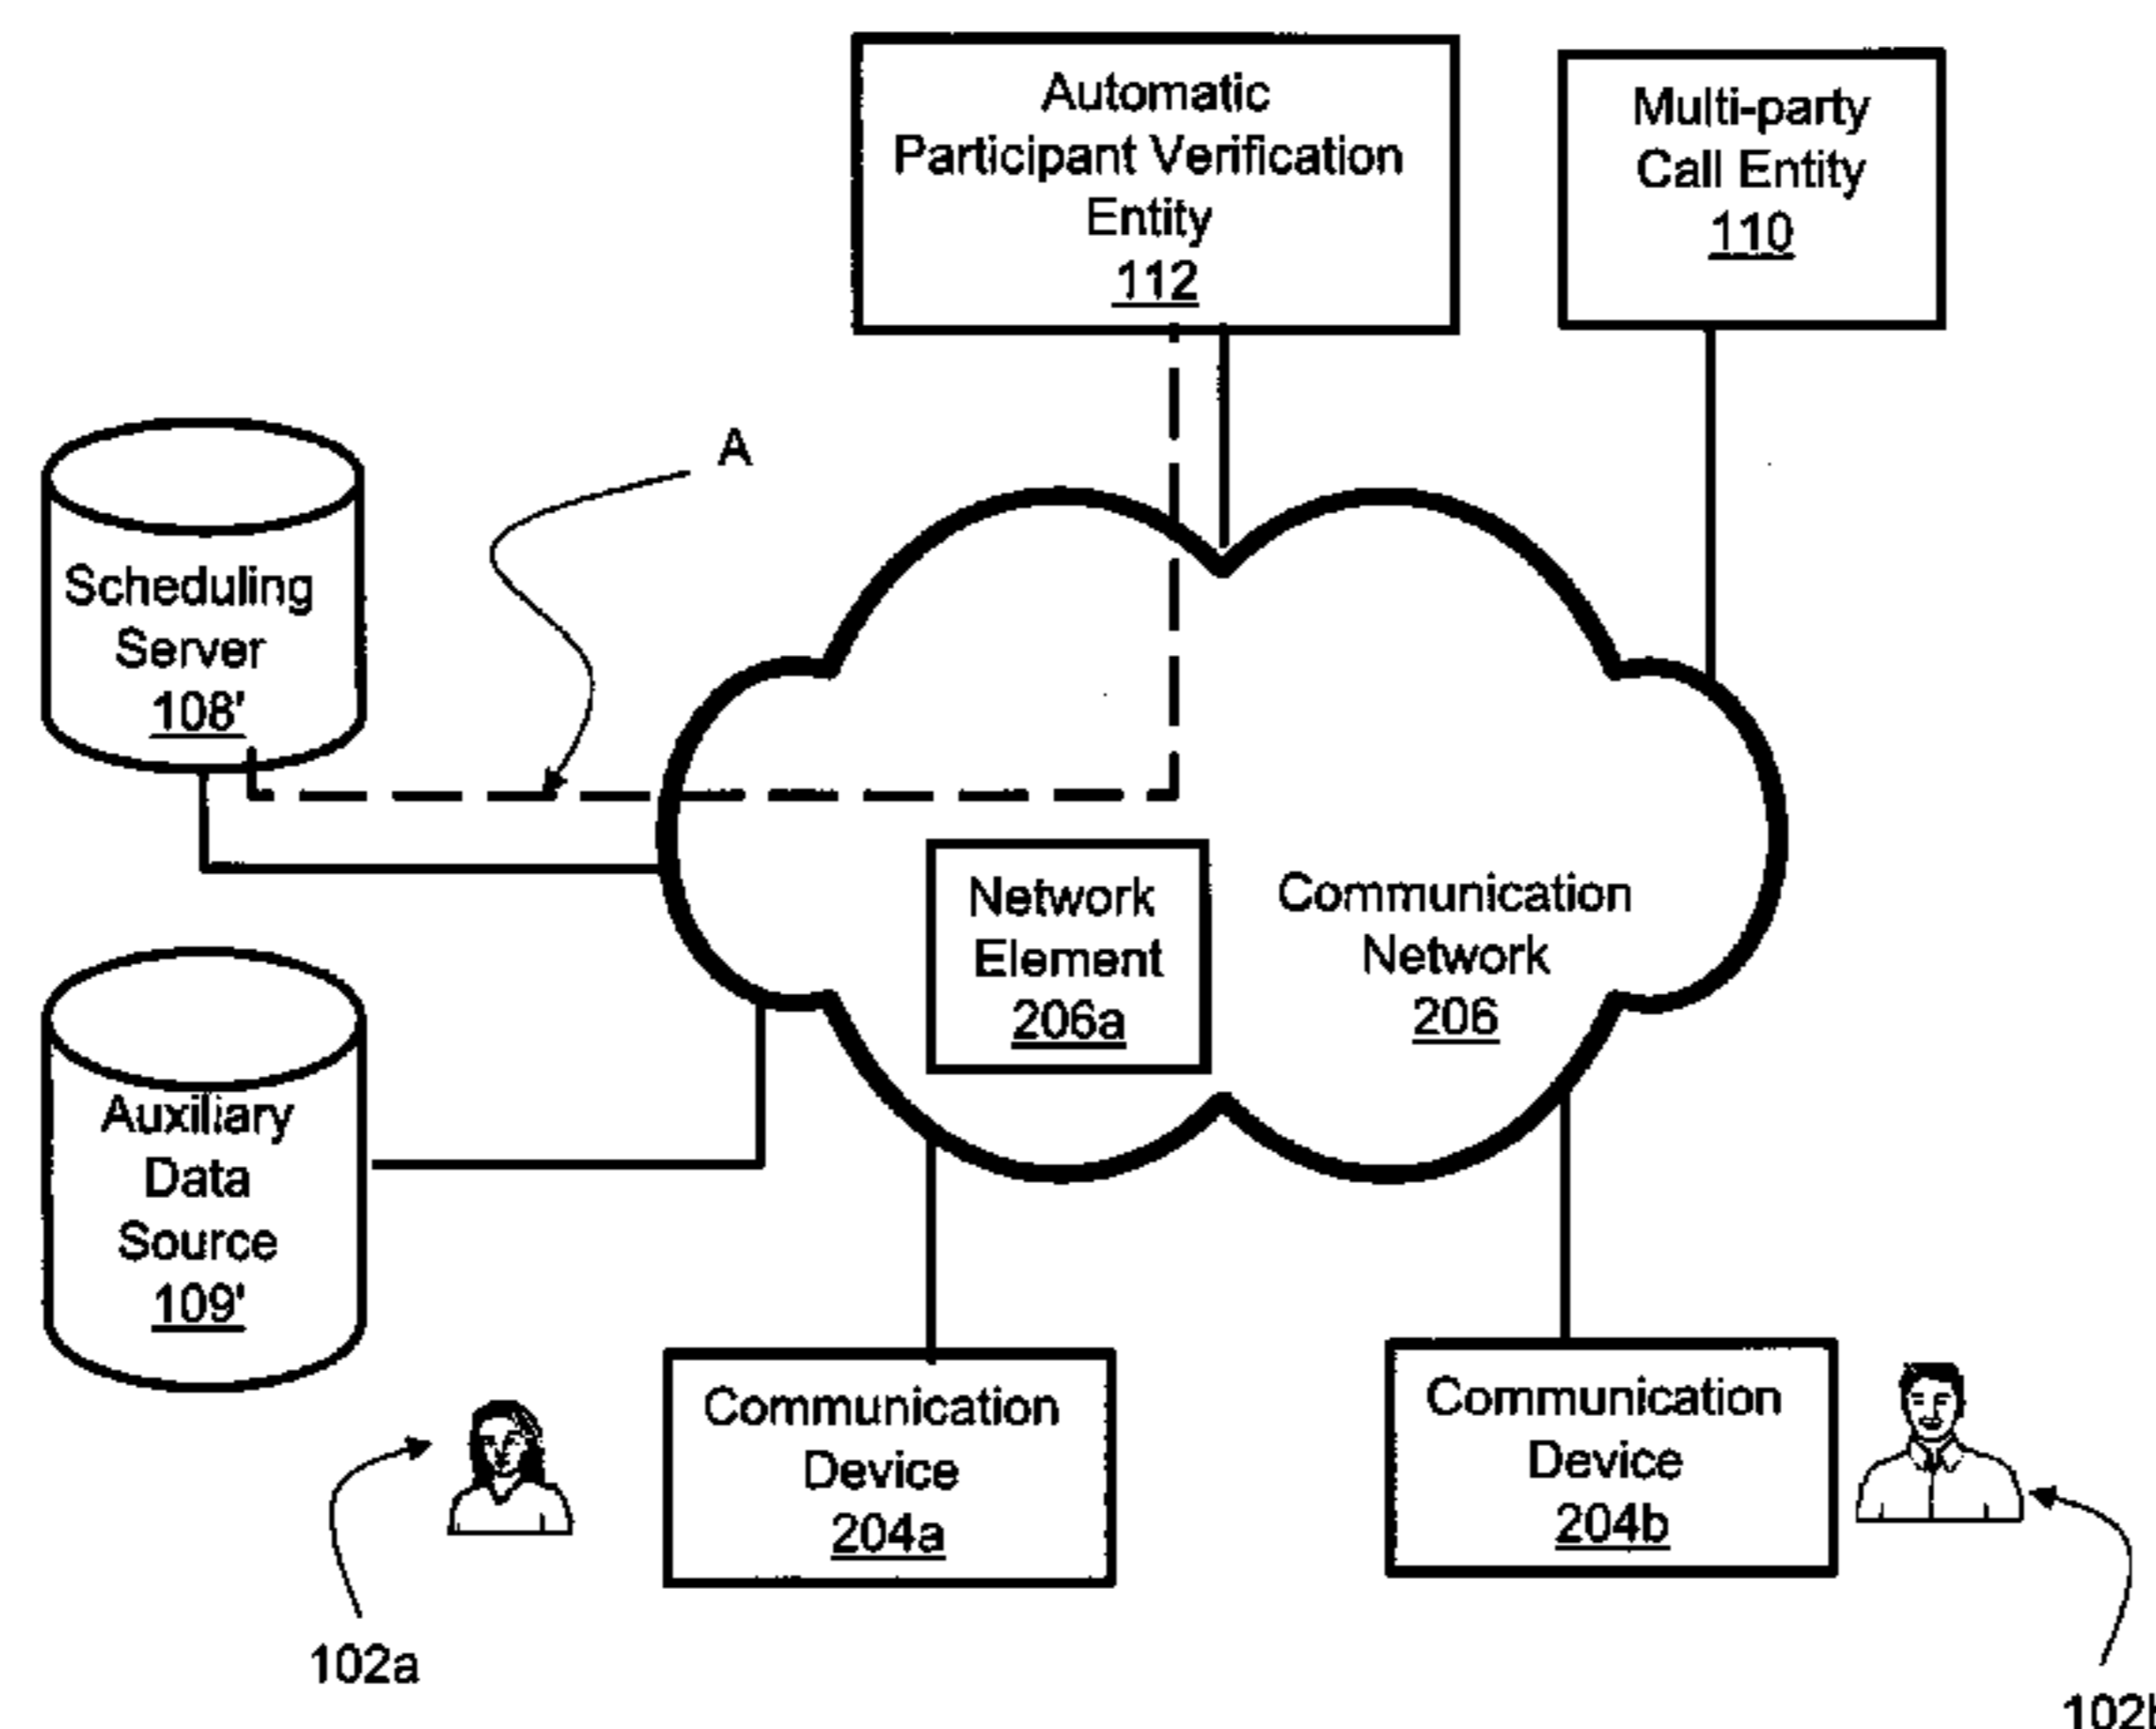 Automatic
Participant Verification
Entity
112
Multi-party
Call Entity
110
A
Scheduling
Server
108'
Network
Element
206a
Communication
Network
206
Auxiliary
Data
Source
109'
Communication
Device
204a
Communication
Device
204b
102a